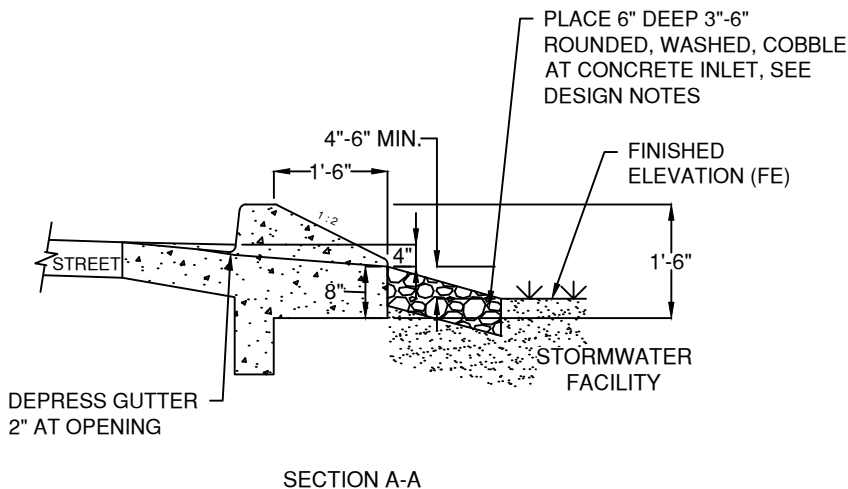 PLACE 6" DEEP 3"-6"
ROUNDED, WASHED, COBBLE
AT CONCRETE INLET, SEE
DESIGN NOTES
4"-6" MIN.
1'-6"
FINISHED
ELEVATION (FE)
1:2
STREET
4"
8"
1'-6"
STORMWATER
FACILITY
DEPRESS GUTTER
2" AT OPENING
SECTION A-A